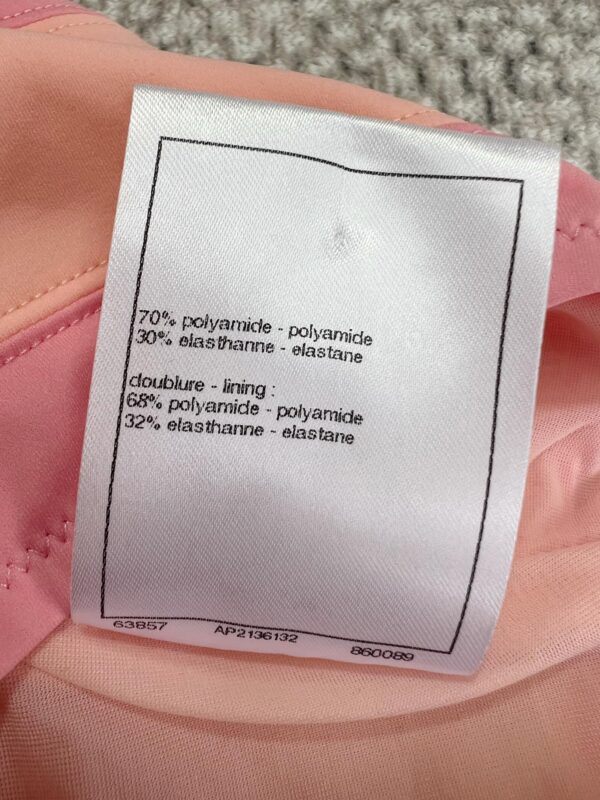 70% polyamide - polyamide
30% elasthanne - elastane
doublure - lining :
68% polyamide - polyamide
32% elasthanne - elastane
63857 AP2136132 860089